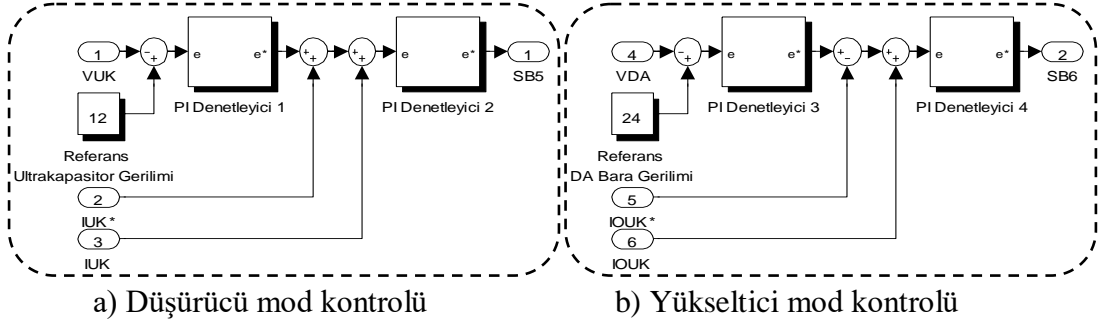 1
VUK
12
Referans
Ultrakapasitor Gerilimi
2
IUK*
3
IUK
- +
e e*
PI Denetleyici 1
+ +
+ +
e e*
PI Denetleyici 2
1
SB5
a) Düşürücü mod kontrolü
4
VDA
24
Referans
DA Bara Gerilimi
5
IOUK*
6
IOUK
- +
e e*
PI Denetleyici 3
+ -
+ +
e e*
PI Denetleyici 4
2
SB6
b) Yükseltici mod kontrolü